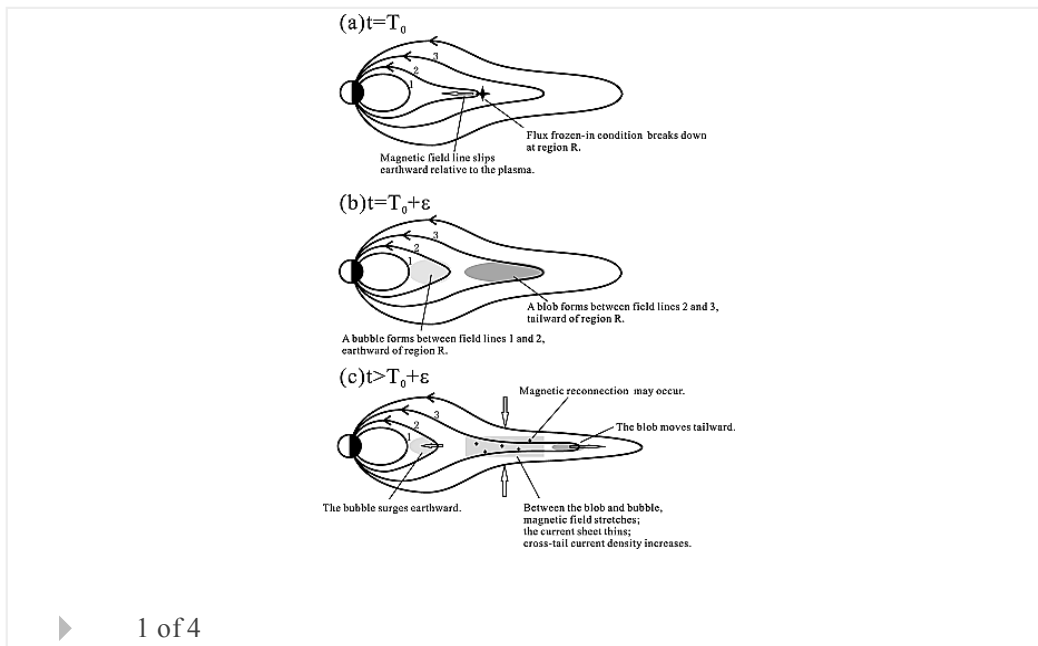 (a)t=T₀
3
2
1
Flux frozen-in condition breaks down
at region R.
Magnetic field line slips
earthward relative to the plasma.
(b)t=T₀+ε
3
2
1
A blob forms between field lines 2 and 3,
tailward of region R.
A bubble forms between field lines 1 and 2,
earthward of region R.
(c)t>T₀+ε
Magnetic reconnection may occur.
3
2
1
The blob moves tailward.
The bubble surges earthward.
Between the blob and bubble,
magnetic field stretches;
the current sheet thins;
cross-tail current density increases.
1 of 4